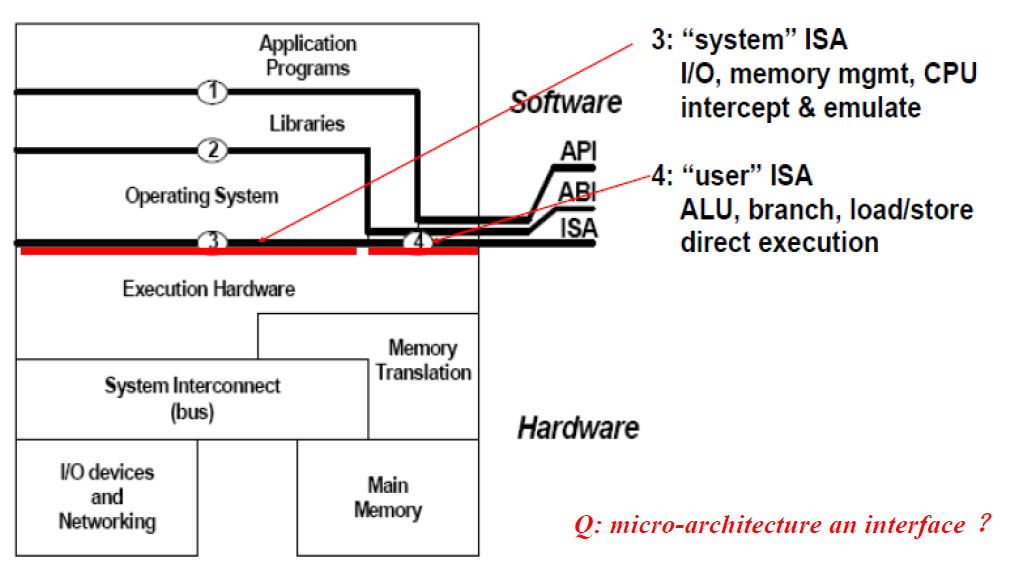 Application
Programs
1
Libraries
2
Operating System
3
4
Software
API
ABI
ISA
3: “system” ISA
I/O, memory mgmt, CPU
intercept & emulate
4: “user” ISA
ALU, branch, load/store
direct execution
Execution Hardware
Memory
Translation
System Interconnect
(bus)
Hardware
I/O devices
and
Networking
Main
Memory
Q: micro-architecture an interface ？